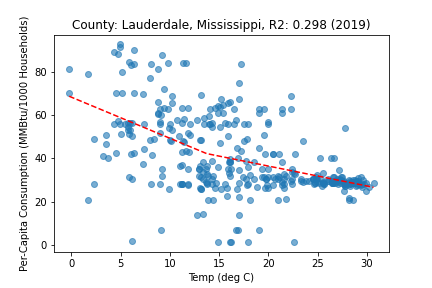 County: Lauderdale, Mississippi, R2: 0.298 (2019)
Per-Capita Consumption (MMBtu/1000 Households)
80
60
40
20
0
0 5 10 15 20 25 30
Temp (deg C)